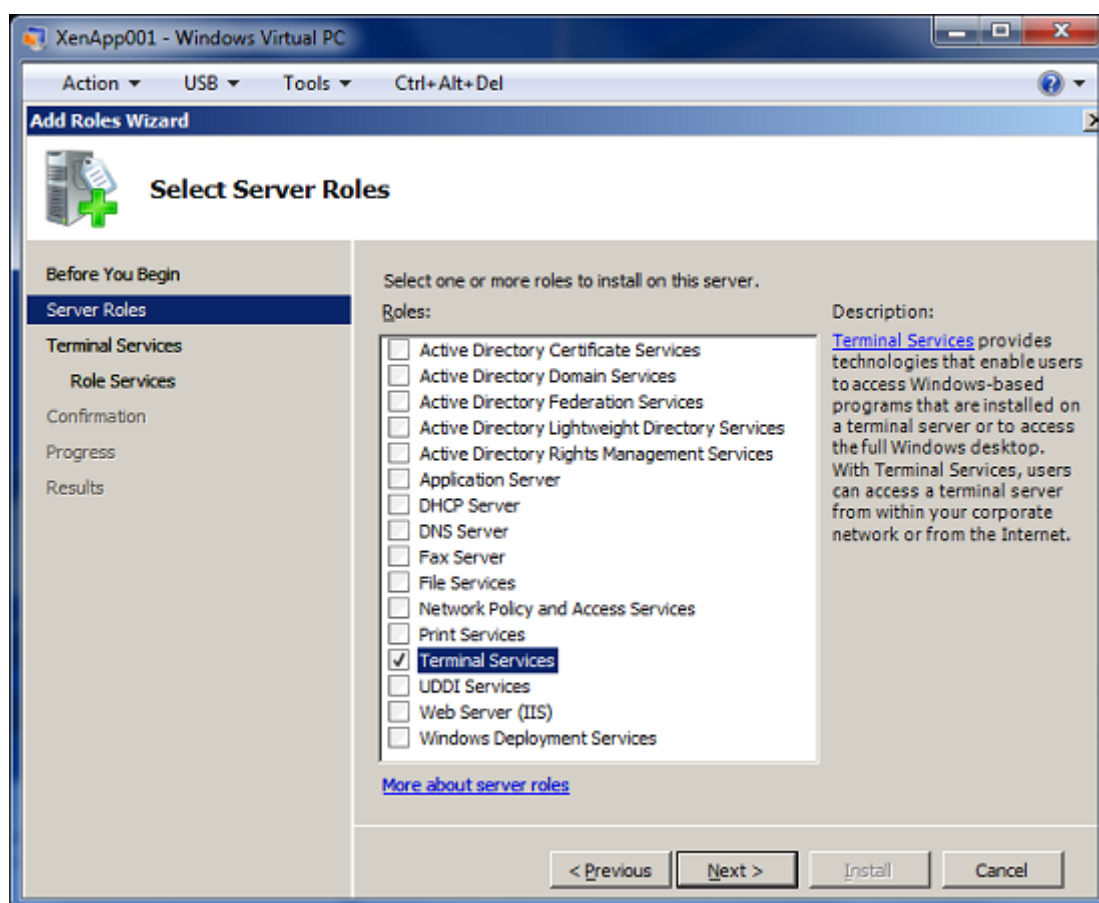 XenApp001 - Windows Virtual PC
Action USB Tools Ctrl+Alt+Del
Add Roles Wizard
Select Server Roles
Before You Begin
Server Roles
Terminal Services
Role Services
Confirmation
Progress
Results
Select one or more roles to install on this server.
Roles:
Active Directory Certificate Services
Active Directory Domain Services
Active Directory Federation Services
Active Directory Lightweight Directory Services
Active Directory Rights Management Services
Application Server
DHCP Server
DNS Server
Fax Server
File Services
Network Policy and Access Services
Print Services
Terminal Services
UDDI Services
Web Server (IIS)
Windows Deployment Services
More about server roles
Description:
Terminal Services provides
technologies that enable users
to access Windows-based
programs that are installed on
a terminal server or to access
the full Windows desktop.
With Terminal Services, users
can access a terminal server
from within your corporate
network or from the Internet.
< Previous Next > Install Cancel